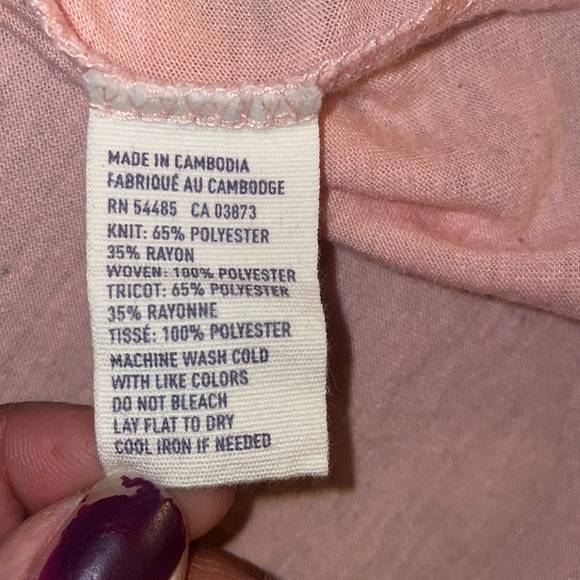 MADE IN CAMBODIA
FABRIQUÉ AU CAMBODGE
RN 54485 CA 03873
KNIT: 65% POLYESTER
35% RAYON
WOVEN: 100% POLYESTER
TRICOT: 65% POLYESTER
35% RAYONNE
TISSÉ: 100% POLYESTER
MACHINE WASH COLD
WITH LIKE COLORS
DO NOT BLEACH
LAY FLAT TO DRY
COOL IRON IF NEEDED